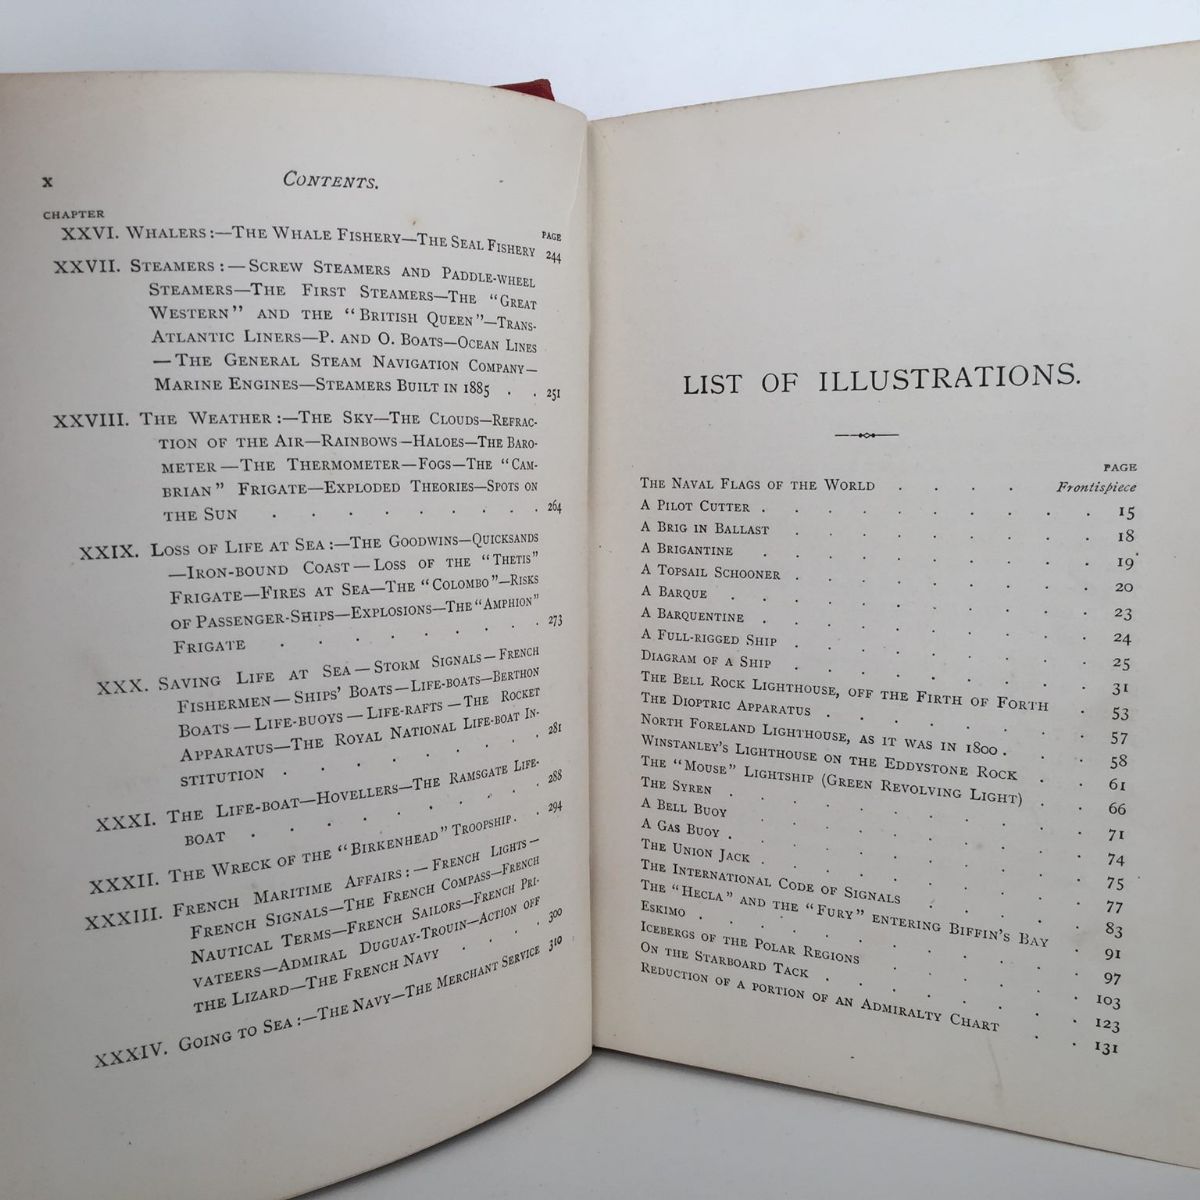 x
CONTENTS.
CHAPTER
PAGE
XXVI. WHALERS:—THE WHALE FISHERY—THE SEAL FISHERY 244
XXVII. STEAMERS:—SCREW STEAMERS AND PADDLE-WHEEL
STEAMERS—THE FIRST STEAMERS—THE "GREAT
WESTERN" AND THE "BRITISH QUEEN"—TRANS-
ATLANTIC LINERS—P. AND O. BOATS—OCEAN LINES
—THE GENERAL STEAM NAVIGATION COMPANY—
MARINE ENGINES—STEAMERS BUILT IN 1885 . . 251
XXVIII. THE WEATHER:—THE SKY—THE CLOUDS—REFRAC-
TION OF THE AIR—RAINBOWS—HALOES—THE BARO-
METER—THE THERMOMETER—FOGS—THE "CAM-
BRIAN" FRIGATE—EXPLODED THEORIES—SPOTS ON
THE SUN . . . . . . . . 264
XXIX. LOSS OF LIFE AT SEA:—THE GOODWINS—QUICKSANDS
—IRON-BOUND COAST—LOSS OF THE "THETIS"
FRIGATE—FIRES AT SEA—THE "COLOMBO"—RISKS
OF PASSENGER-SHIPS—EXPLOSIONS—THE "AMPHION"
FRIGATE . . . . . . . 273
XXX. SAVING LIFE AT SEA—STORM SIGNALS—FRENCH
FISHERMEN—SHIPS' BOATS—LIFE-BOATS—BERTHON
BOATS—LIFE-BUOYS—LIFE-RAFTS—THE ROCKET
APPARATUS—THE ROYAL NATIONAL LIFE-BOAT IN-
STITUTION . . . . . . . 281
XXXI. THE LIFE-BOAT—HOVELLERS—THE RAMSGATE LIFE-
BOAT . . . . . . . 288
XXXII. THE WRECK OF THE "BIRKENHEAD" TROOPSHIP . . 294
XXXIII. FRENCH MARITIME AFFAIRS:—FRENCH LIGHTS—
FRENCH SIGNALS—THE FRENCH COMPASS—FRENCH
NAUTICAL TERMS—FRENCH SAILORS—FRENCH PRI-
VATEERS—ADMIRAL DUGUAY-TROUIN—ACTION OFF
THE LIZARD—THE FRENCH NAVY . . . . 300
XXXIV. GOING TO SEA:—THE NAVY—THE MERCHANT SERVICE 310
LIST OF ILLUSTRATIONS.
PAGE
THE NAVAL FLAGS OF THE WORLD . . . . Frontispiece
A PILOT CUTTER . . . . . . . 15
A BRIG IN BALLAST . . . . . . . 18
A BRIGANTINE . . . . . . . 19
A TOPSAIL SCHOONER . . . . . . . 20
A BARQUE . . . . . . . 23
A BARQUENTINE . . . . . . . 24
A FULL-RIGGED SHIP . . . . . . . 25
DIAGRAM OF A SHIP . . . . . . . 31
THE BELL ROCK LIGHTHOUSE, OFF THE FIRTH OF FORTH . 53
THE DIOPTRIC APPARATUS . . . . . . . 57
NORTH FORELAND LIGHTHOUSE, AS IT WAS IN 1800 . . 58
WINSTANLEY'S LIGHTHOUSE ON THE EDDYSTONE ROCK . . 61
THE "MOUSE" LIGHTSHIP (GREEN REVOLVING LIGHT) . . 66
THE SYREN . . . . . . . 71
A BELL BUOY . . . . . . . 74
A GAS BUOY . . . . . . . 75
THE UNION JACK . . . . . . . 77
THE INTERNATIONAL CODE OF SIGNALS . . . . . 83
THE "HECLA" AND THE "FURY" ENTERING BIFFIN'S BAY . 91
ESKIMO . . . . . . . 97
ICEBERGS OF THE POLAR REGIONS . . . . . 103
ON THE STARBOARD TACK . . . . . . . 123
REDUCTION OF A PORTION OF AN ADMIRALTY CHART . . 131